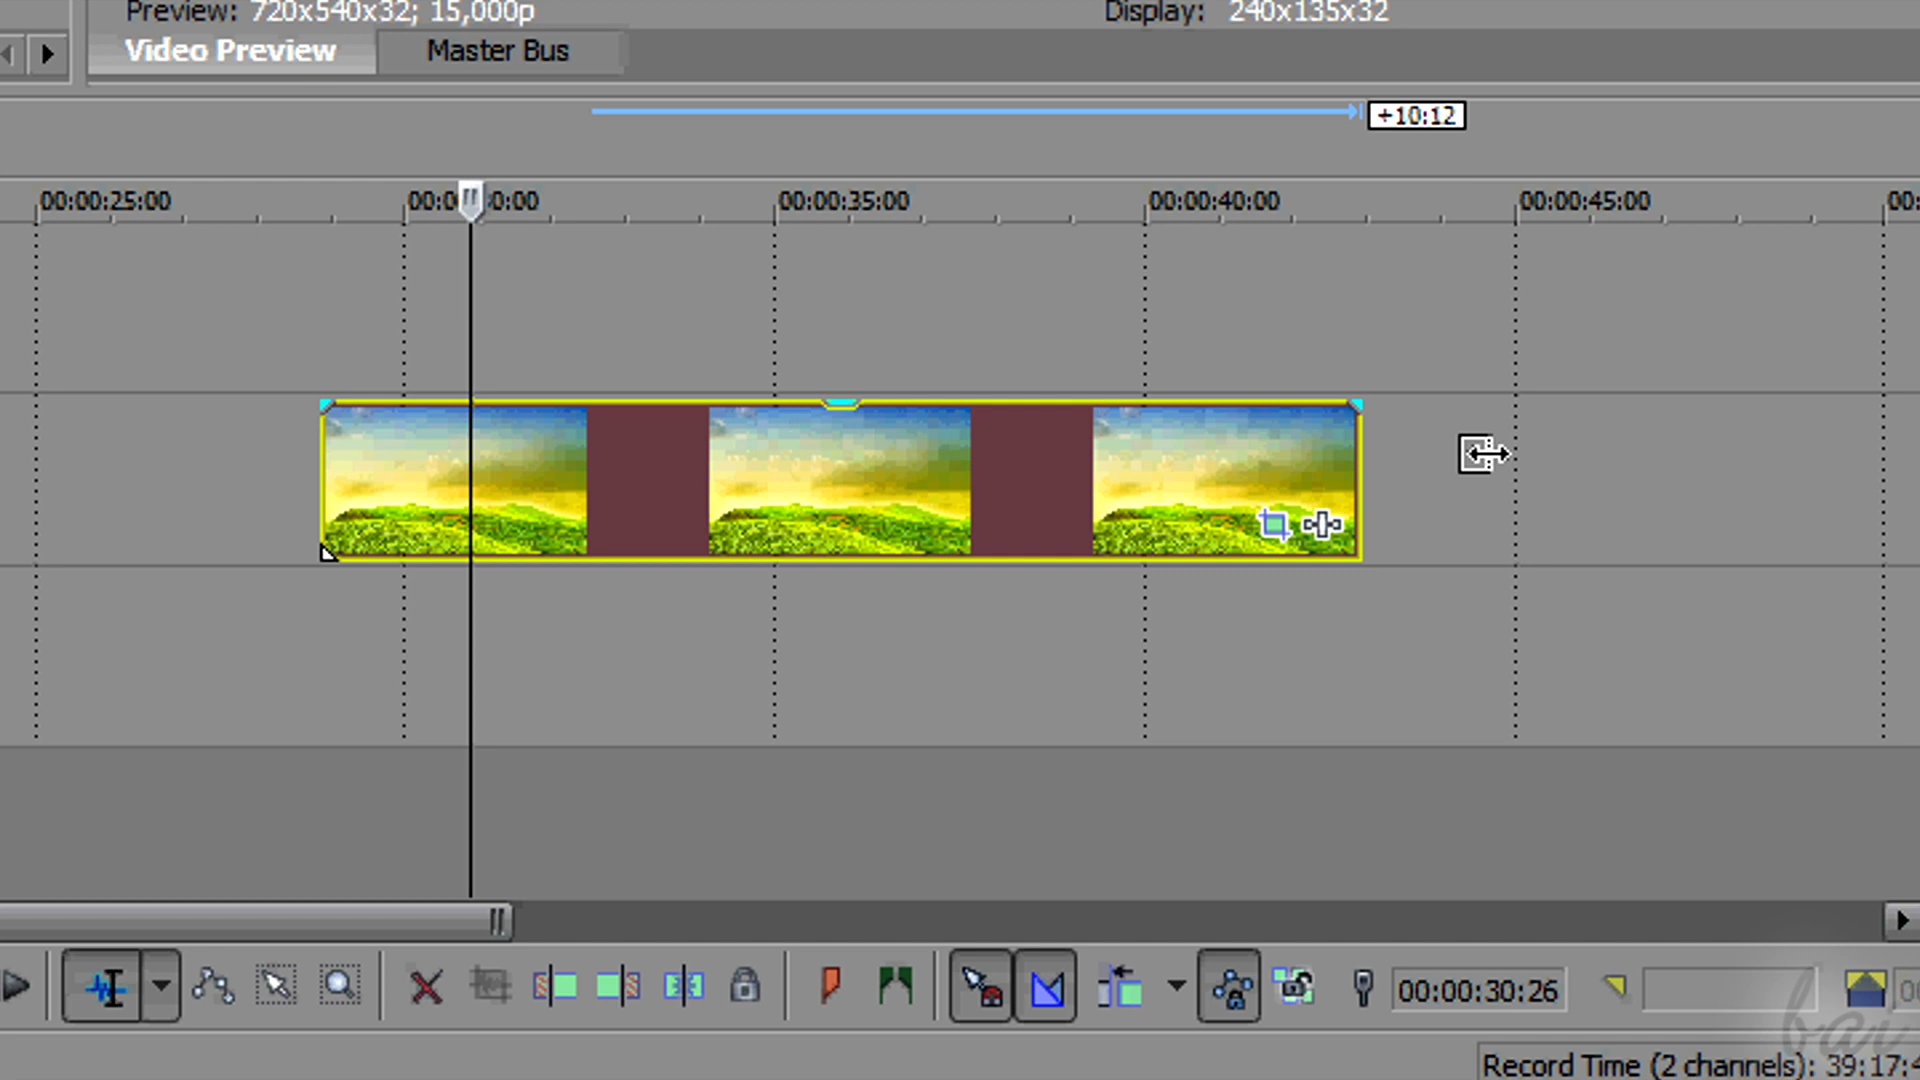 Preview: 720x540x32; 15,000p Display: 240x135x32
Video Preview Master Bus
+10:12
00:00:25:00 00:00:35:00 00:00:40:00 00:00:45:00
00:00:30:26
Record Time (2 channels): 39:17:4